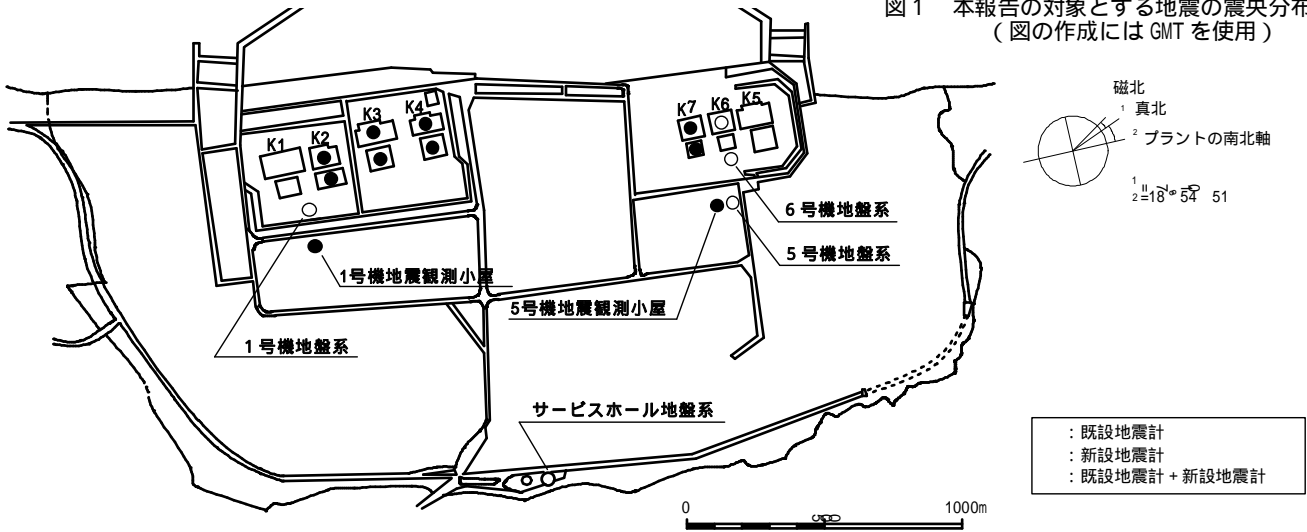 図1 本報告の対象とする地震の震央分布
(図の作成には GMT を使用)
磁北
1 真北
2 プラントの南北軸
K1
K2
K3
K4
K7
K6
K5
6号機地盤系
5号機地盤系
1号機地震観測小屋
5号機地震観測小屋
1号機地盤系
サービスホール地盤系
:既設地震計
:新設地震計
:既設地震計+新設地震計
0
1000m